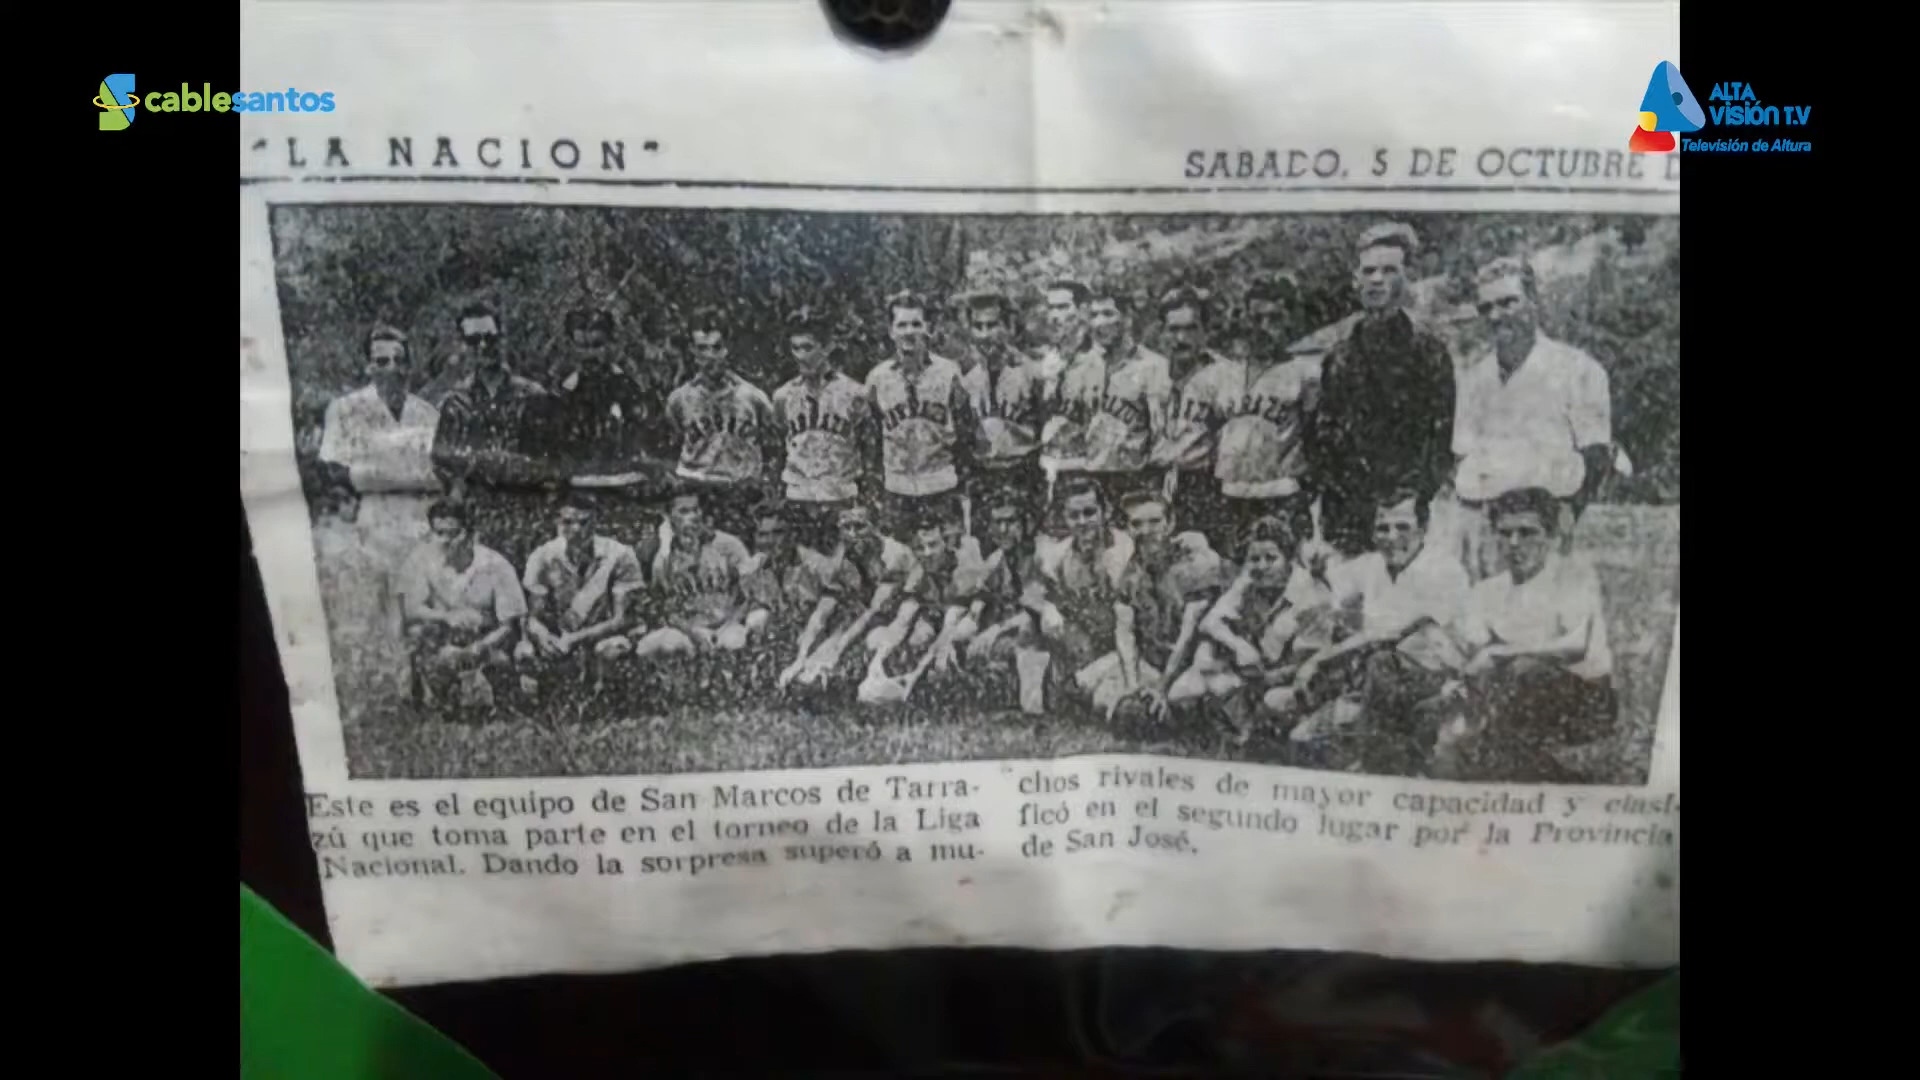 cablesantos
ALTA
VISIÓN T.V
Televisión de Altura
"LA NACION"
SABADO, 5 DE OCTUBRE D
Este es el equipo de San Marcos de Tarra-
zú que toma parte en el torneo de la Liga
Nacional. Dando la sorpresa superó a mu-
chos rivales de mayor capacidad y clasi-
ficó en el segundo lugar por la Provincia
de San José.